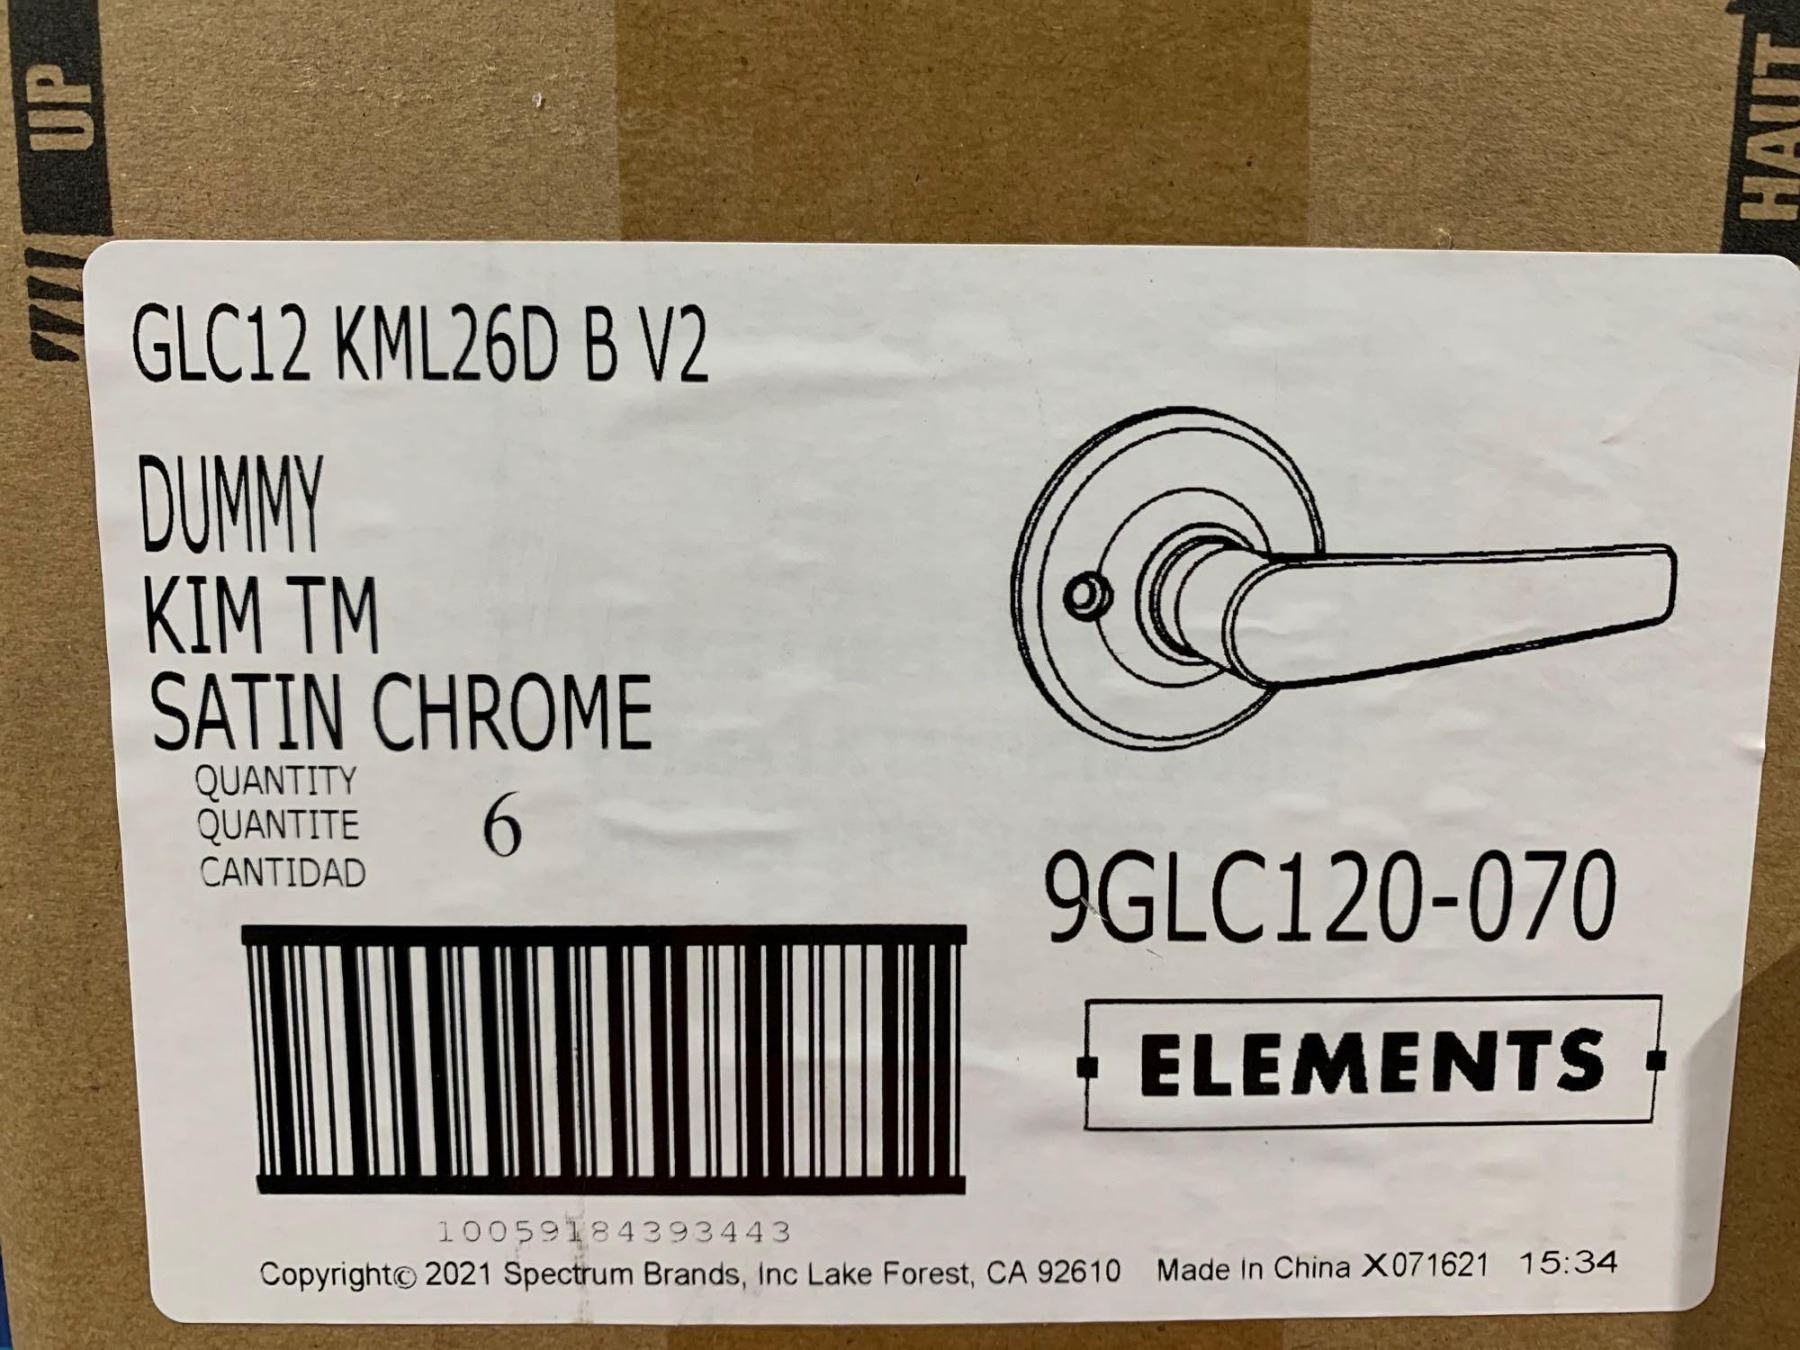 UP
HAUT
GLC12 KML26D B V2
DUMMY
KIM TM
SATIN CHROME
QUANTITY
QUANTITE 6
CANTIDAD
9GLC120-070
ELEMENTS
10059184393443
Copyright© 2021 Spectrum Brands, Inc Lake Forest, CA 92610 Made In China X071621 15:34